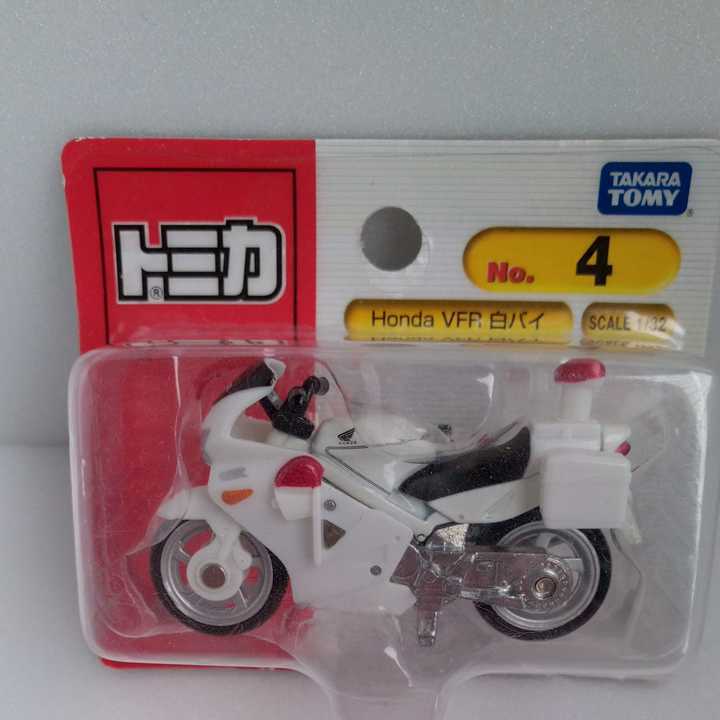 トミカ
®
TAKARA
TOMY
®
No. 4
Honda VFR 白バイ
SCALE 1/32